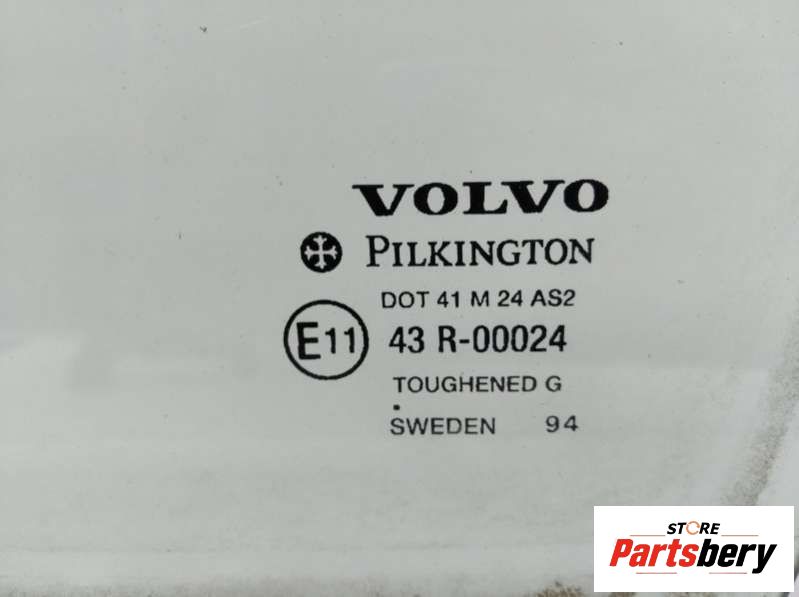 VOLVO
PILKINGTON
DOT 41 M 24 AS2
E11 43 R-00024
TOUGHENED G
SWEDEN 94
STORE
Partsbery